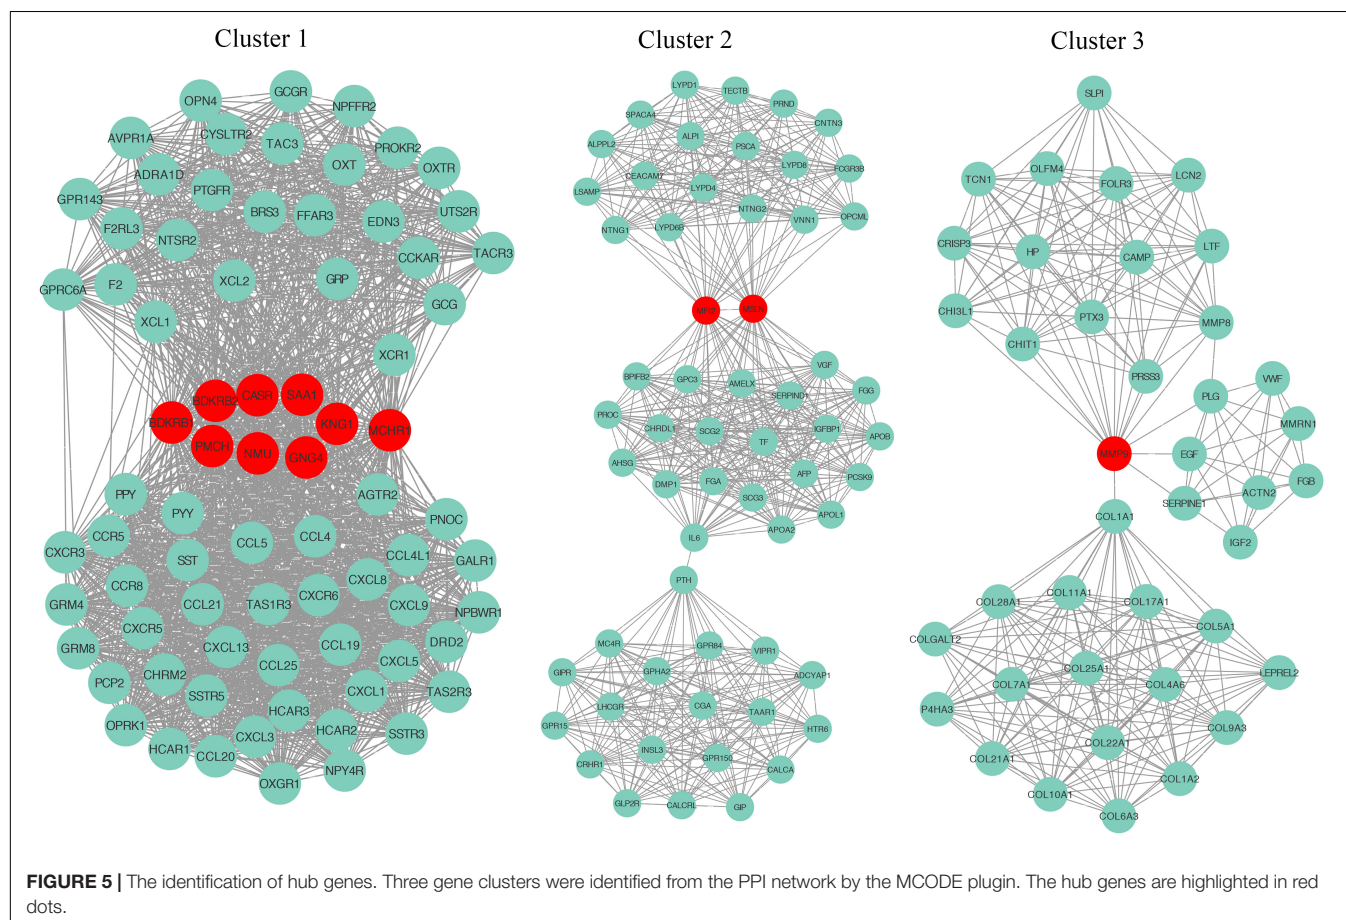 Cluster 1
Cluster 2
Cluster 3
GCGR
OPN4
NPFFR2
AVPR1A
CYSLTR2
TAC3
PROKR2
OXT
OXTR
ADRA1D
PTGFR
GPR143
BRS3
FFAR3
EDN3
UTS2R
F2RL3
NTSR2
CCKAR
TACR3
GPRC6A
F2
XCL2
GRP
GCG
XCL1
XCR1
BDKRB2
CASR
SAA1
BDKRB
KNG1
MCHR1
PMCH
NMU
GNG4
PPY
AGTR2
PYY
PNOC
CCR5
CCL5
CCL4
CXCR3
SST
CCL4L1
GALR1
CCR8
CXCL8
GRM4
CCL21
TAS1R3
CXCR6
CXCL9
NPBWR1
CXCR5
GRM8
CXCL13
CCL19
DRD2
CCL25
CXCL5
PCP2
CHRM2
SSTR5
CXCL1
TAS2R3
HCAR3
OPRK1
HCAR1
CXCL3
HCAR2
SSTR3
CCL20
OXGR1
NPY4R
LYPD1
TECTB
PRND
SPACA4
CNTN3
ALPPL2
ALPI
PSCA
LYPD8
FCGR3B
CEACAM7
LSAMP
LYPD4
NTNG2
VNN1
OPCML
NTNG1
LYPD6B
MFI2
MSLN
VGF
BPIFB2
GPC3
AMELX
SERPIND1
FGG
PROC
CHRDL1
SCG2
TF
IGFBP1
APOB
AHSG
DMP1
FGA
AFP
PCSK9
SCG3
APOL1
APOA2
IL6
PTH
MC4R
GPR84
VIPR1
GIPR
GPHA2
ADCYAP1
LHCGR
CGA
TAAR1
GPR15
HTR6
INSL3
GPR150
CRHR1
CALCA
GLP2R
CALCRL
GIP
SLPI
TCN1
OLFM4
FOLR3
LCN2
CRISP3
HP
CAMP
LTF
CHI3L1
PTX3
MMP8
CHIT1
PRSS3
VWF
PLG
MMRN1
MMP9
EGF
FGB
ACTN2
SERPINE1
IGF2
COL1A1
COL28A1
COL11A1
COL17A1
COL5A1
COLGALT2
COL25A1
LEPREL2
COL7A1
COL4A6
P4HA3
COL9A3
COL22A1
COL21A1
COL1A2
COL10A1
COL6A3
FIGURE 5 | The identification of hub genes. Three gene clusters were identified from the PPI network by the MCODE plugin. The hub genes are highlighted in red
dots.